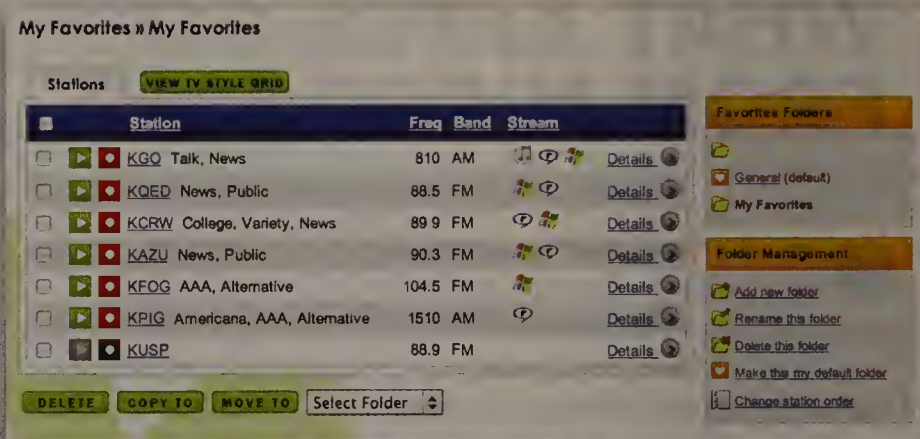 My Favorites » My Favorites
Stations VIEW TV STYLE GRID
Station Freq Band Stream
KGO Talk, News 810 AM Details
KQED News, Public 88.5 FM Details
KCRW College, Variety, News 89.9 FM Details
KAZU News, Public 90.3 FM Details
KFOG AAA, Alternative 104.5 FM Details
KPIG Americana, AAA, Alternative 1510 AM Details
KUSP 88.9 FM Details
DELETE COPY TO MOVE TO Select Folder
Favorites Folders
General (default)
My Favorites
Folder Management
Add new folder
Rename this folder
Delete this folder
Make this my default folder
Change station order